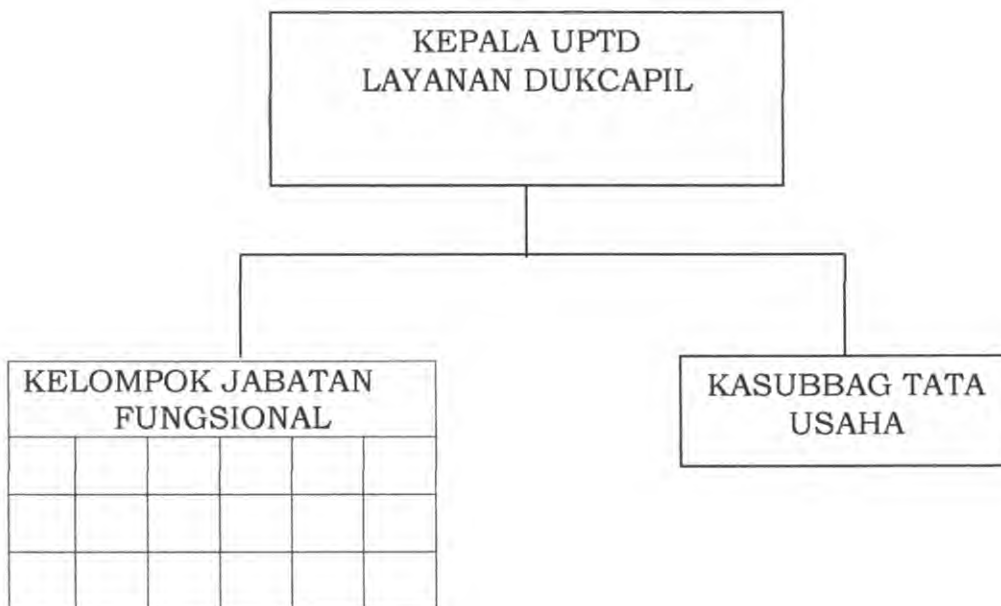 KEPALA UPTD
LAYANAN DUKCAPIL
KELOMPOK JABATAN
FUNGSIONAL
KASUBBAG TATA
USAHA